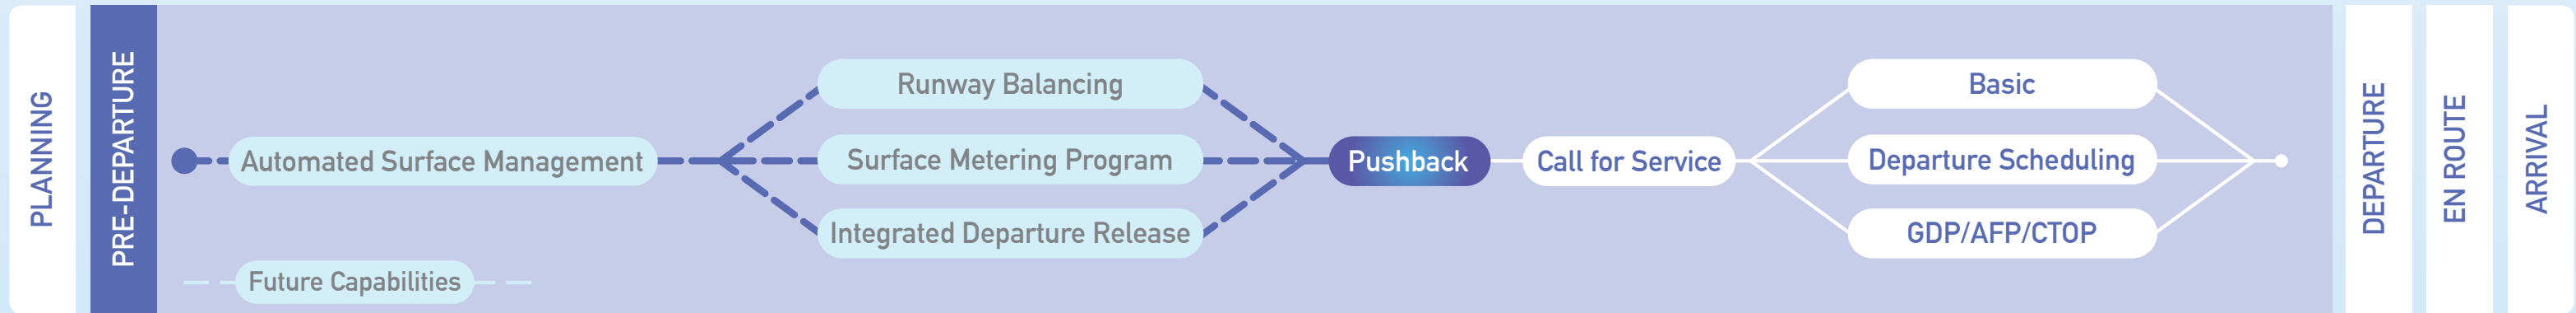 PLANNING
PRE-DEPARTURE
Automated Surface Management
Runway Balancing
Surface Metering Program
Integrated Departure Release
Pushback
Call for Service
Basic
Departure Scheduling
GDP/AFP/CTOP
Future Capabilities
DEPARTURE
EN ROUTE
ARRIVAL